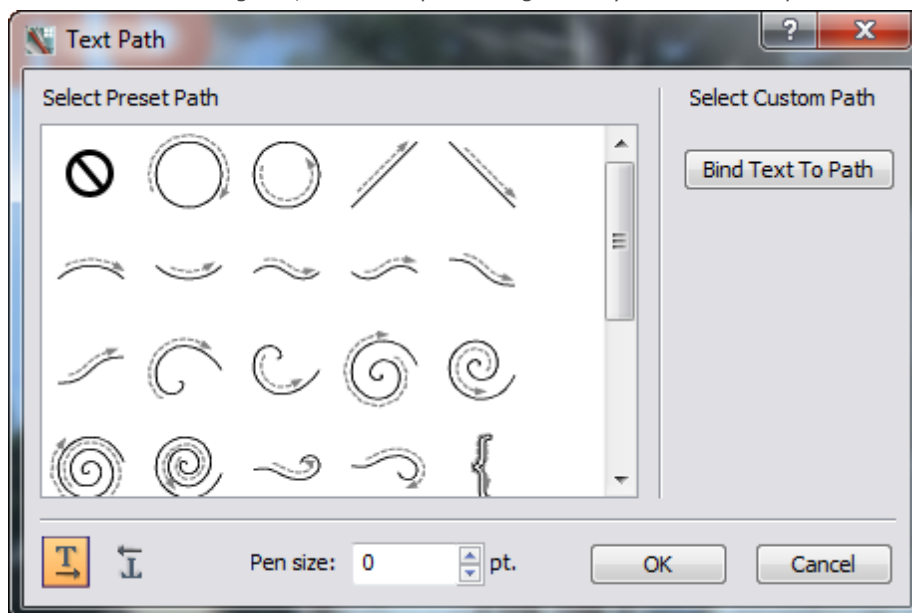 Text Path
?
Select Preset Path
Select Custom Path
Bind Text To Path
T
T
Pen size:
0
pt.
OK
Cancel